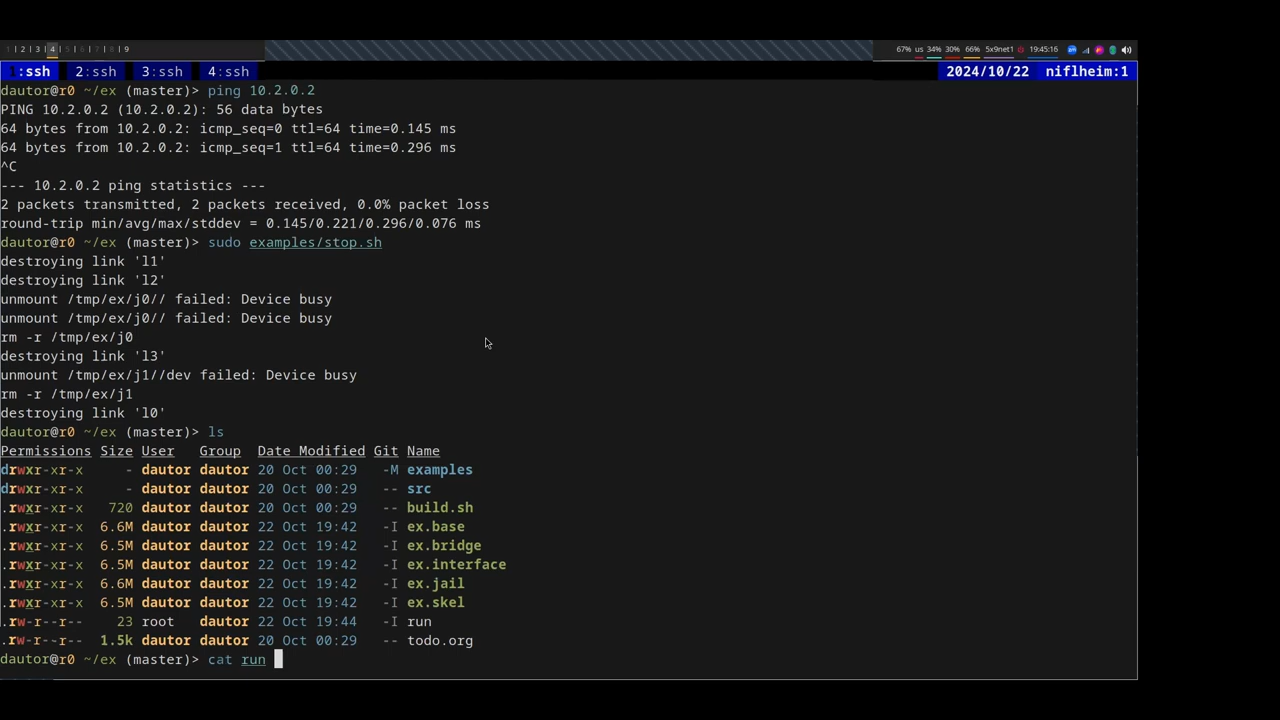 1 | 2 | 3 | 4 | 5 | 6 | 7 | 8 | 9
67% us 34% 30% 66% 5x9net1 19:45:16
1:ssh 2:ssh 3:ssh 4:ssh 2024/10/22 niflheim:1
dautor@r0 ~/ex (master)> ping 10.2.0.2
PING 10.2.0.2 (10.2.0.2): 56 data bytes
64 bytes from 10.2.0.2: icmp_seq=0 ttl=64 time=0.145 ms
64 bytes from 10.2.0.2: icmp_seq=1 ttl=64 time=0.296 ms
^C
--- 10.2.0.2 ping statistics ---
2 packets transmitted, 2 packets received, 0.0% packet loss
round-trip min/avg/max/stddev = 0.145/0.221/0.296/0.076 ms
dautor@r0 ~/ex (master)> sudo examples/stop.sh
destroying link 'l1'
destroying link 'l2'
unmount /tmp/ex/j0// failed: Device busy
unmount /tmp/ex/j0// failed: Device busy
rm -r /tmp/ex/j0
destroying link 'l3'
unmount /tmp/ex/j1//dev failed: Device busy
rm -r /tmp/ex/j1
destroying link 'l0'
dautor@r0 ~/ex (master)> ls
Permissions Size User Group Date Modified Git Name
drwxr-xr-x - dautor dautor 20 Oct 00:29 -M examples
drwxr-xr-x - dautor dautor 20 Oct 00:29 -- src
.rwxr-xr-x 720 dautor dautor 20 Oct 00:29 -- build.sh
.rwxr-xr-x 6.6M dautor dautor 22 Oct 19:42 -I ex.base
.rwxr-xr-x 6.5M dautor dautor 22 Oct 19:42 -I ex.bridge
.rwxr-xr-x 6.5M dautor dautor 22 Oct 19:42 -I ex.interface
.rwxr-xr-x 6.6M dautor dautor 22 Oct 19:42 -I ex.jail
.rwxr-xr-x 6.5M dautor dautor 22 Oct 19:42 -I ex.skel
.rw-r--r-- 23 root dautor 22 Oct 19:44 -I run
.rw-r--r-- 1.5k dautor dautor 20 Oct 00:29 -- todo.org
dautor@r0 ~/ex (master)> cat run